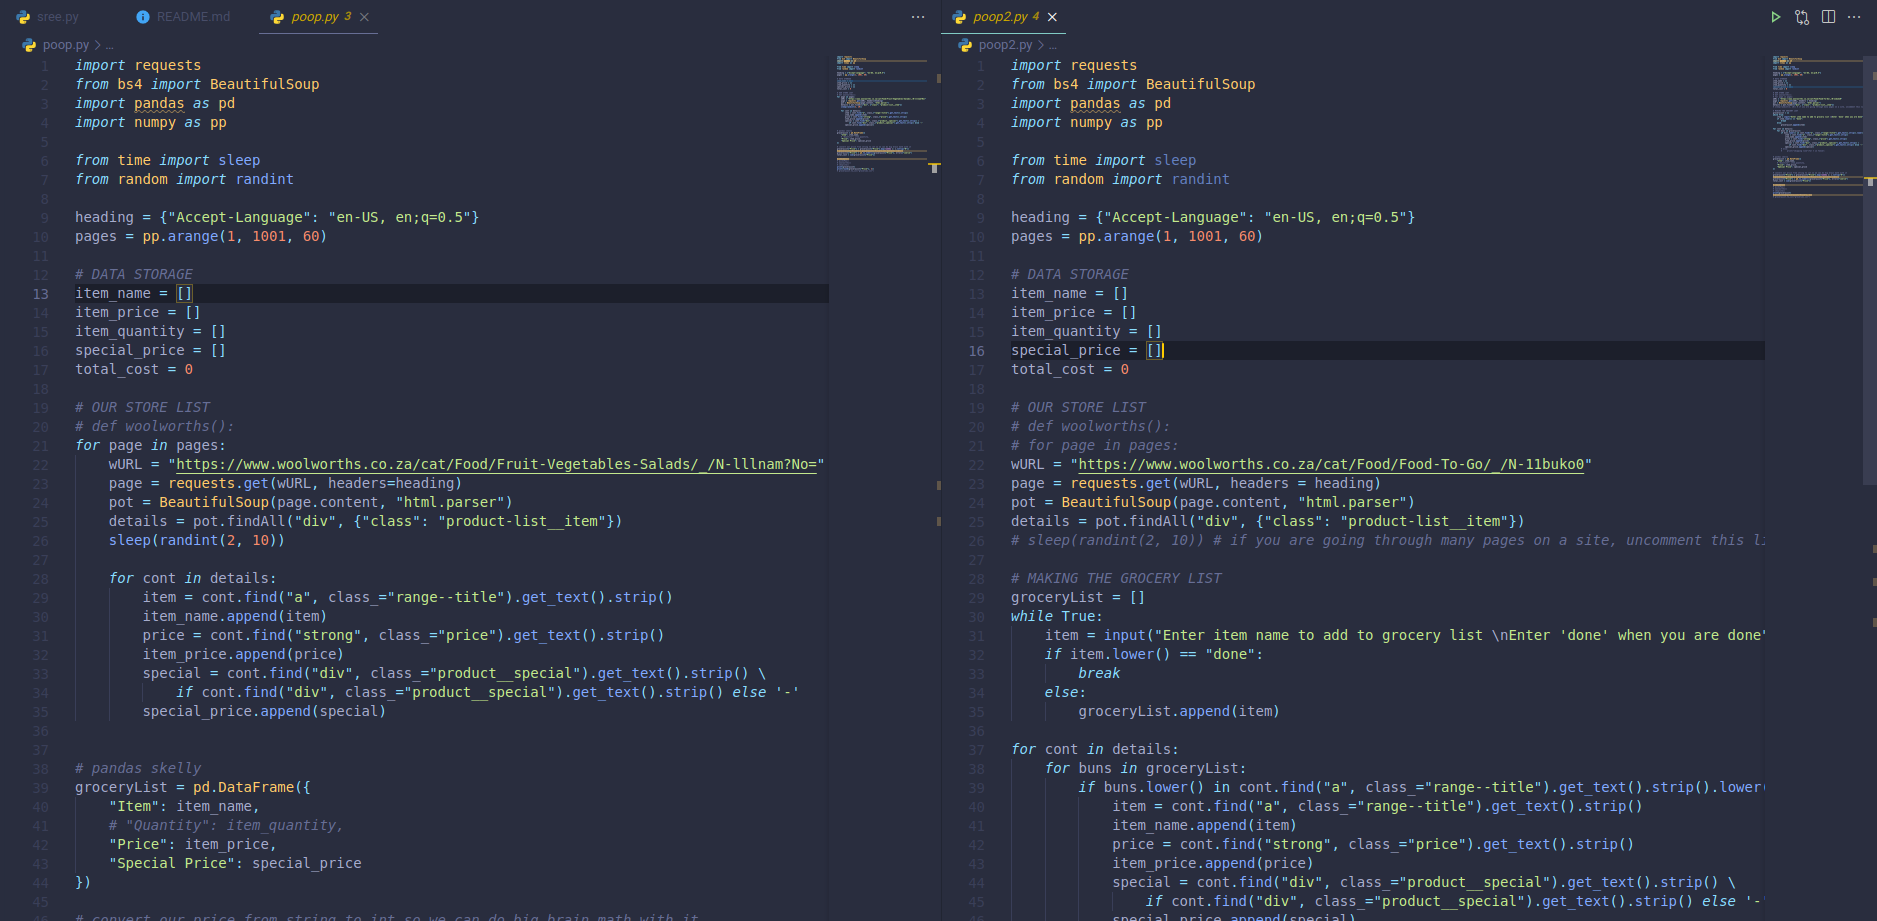 sree.py
README.md
poop.py 3
poop.py > ...
1 import requests
2 from bs4 import BeautifulSoup
3 import pandas as pd
4 import numpy as pp
5
6 from time import sleep
7 from random import randint
8
9 heading = {"Accept-Language": "en-US, en;q=0.5"}
10 pages = pp.arange(1, 1001, 60)
11
12 # DATA STORAGE
13 item_name = []
14 item_price = []
15 item_quantity = []
16 special_price = []
17 total_cost = 0
18
19 # OUR STORE LIST
20 # def woolworths():
21 for page in pages:
22 wURL = "https://www.woolworths.co.za/cat/Food/Fruit-Vegetables-Salads/_/N-lllnam?No="
23 page = requests.get(wURL, headers=heading)
24 pot = BeautifulSoup(page.content, "html.parser")
25 details = pot.findAll("div", {"class": "product-list__item"})
26 sleep(randint(2, 10))
27
28 for cont in details:
29 item = cont.find("a", class_="range--title").get_text().strip()
30 item_name.append(item)
31 price = cont.find("strong", class_="price").get_text().strip()
32 item_price.append(price)
33 special = cont.find("div", class_="product__special").get_text().strip() \
34 if cont.find("div", class_="product__special").get_text().strip() else '-'
35 special_price.append(special)
36
37
38 # pandas skelly
39 groceryList = pd.DataFrame({
40 "Item": item_name,
41 # "Quantity": item_quantity,
42 "Price": item_price,
43 "Special Price": special_price
44 })
45
46 # convert our price from string to int so we can do big brain math with it
poop2.py 4
poop2.py > ...
1 import requests
2 from bs4 import BeautifulSoup
3 import pandas as pd
4 import numpy as pp
5
6 from time import sleep
7 from random import randint
8
9 heading = {"Accept-Language": "en-US, en;q=0.5"}
10 pages = pp.arange(1, 1001, 60)
11
12 # DATA STORAGE
13 item_name = []
14 item_price = []
15 item_quantity = []
16 special_price = []
17 total_cost = 0
18
19 # OUR STORE LIST
20 # def woolworths():
21 # for page in pages:
22 wURL = "https://www.woolworths.co.za/cat/Food/Food-To-Go/_/N-11buko0"
23 page = requests.get(wURL, headers = heading)
24 pot = BeautifulSoup(page.content, "html.parser")
25 details = pot.findAll("div", {"class": "product-list__item"})
26 # sleep(randint(2, 10)) # if you are going through many pages on a site, uncomment this li
27
28 # MAKING THE GROCERY LIST
29 groceryList = []
30 while True:
31 item = input("Enter item name to add to grocery list \nEnter 'done' when you are done'
32 if item.lower() == "done":
33 break
34 else:
35 groceryList.append(item)
36
37 for cont in details:
38 for buns in groceryList:
39 if buns.lower() in cont.find("a", class_="range--title").get_text().strip().lower(
40 item = cont.find("a", class_="range--title").get_text().strip()
41 item_name.append(item)
42 price = cont.find("strong", class_="price").get_text().strip()
43 item_price.append(price)
44 special = cont.find("div", class_="product__special").get_text().strip() \
45 if cont.find("div", class_="product__special").get_text().strip() else '-
46 special_price.append(special)